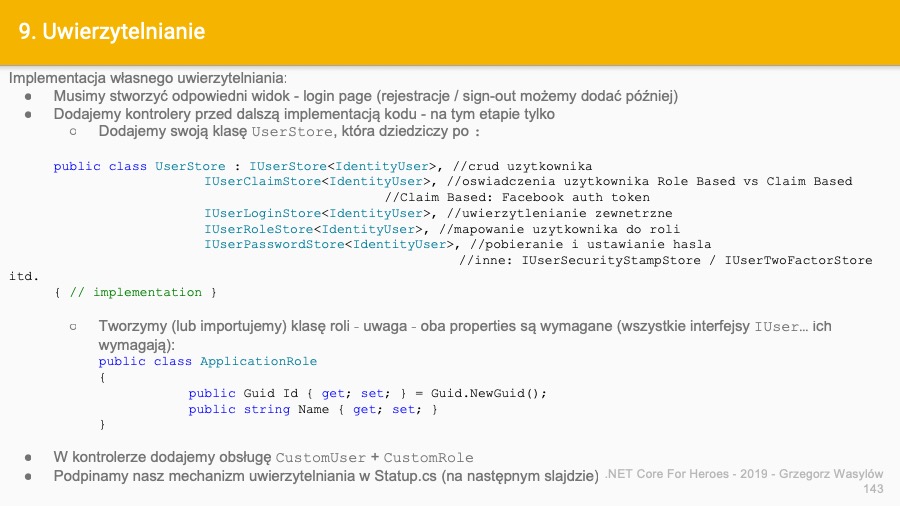 9. Uwierzytelnianie
Implementacja własnego uwierzytelniania:
● Musimy stworzyć odpowiedni widok - login page (rejestracje / sign-out możemy dodać później)
● Dodajemy kontrolery przed dalszą implementacją kodu - na tym etapie tylko
○ Dodajemy swoją klasę UserStore, która dziedziczy po :
public class UserStore : IUserStore<IdentityUser>, //crud uzytkownika
IUserClaimStore<IdentityUser>, //oswiadczenia uzytkownika Role Based vs Claim Based
//Claim Based: Facebook auth token
IUserLoginStore<IdentityUser>, //uwierzytlenianie zewnetrzne
IUserRoleStore<IdentityUser>, //mapowanie uzytkownika do roli
IUserPasswordStore<IdentityUser>, //pobieranie i ustawianie hasla
//inne: IUserSecurityStampStore / IUserTwoFactorStore
itd.
{ // implementation }
○ Tworzymy (lub importujemy) klasę roli - uwaga - oba properties są wymagane (wszystkie interfejsy IUser… ich
wymagają):
public class ApplicationRole
{
public Guid Id { get; set; } = Guid.NewGuid();
public string Name { get; set; }
}
● W kontrolerze dodajemy obsługę CustomUser + CustomRole
● Podpinamy nasz mechanizm uwierzytelniania w Statup.cs (na następnym slajdzie)
.NET Core For Heroes - 2019 - Grzegorz Wasylów
143